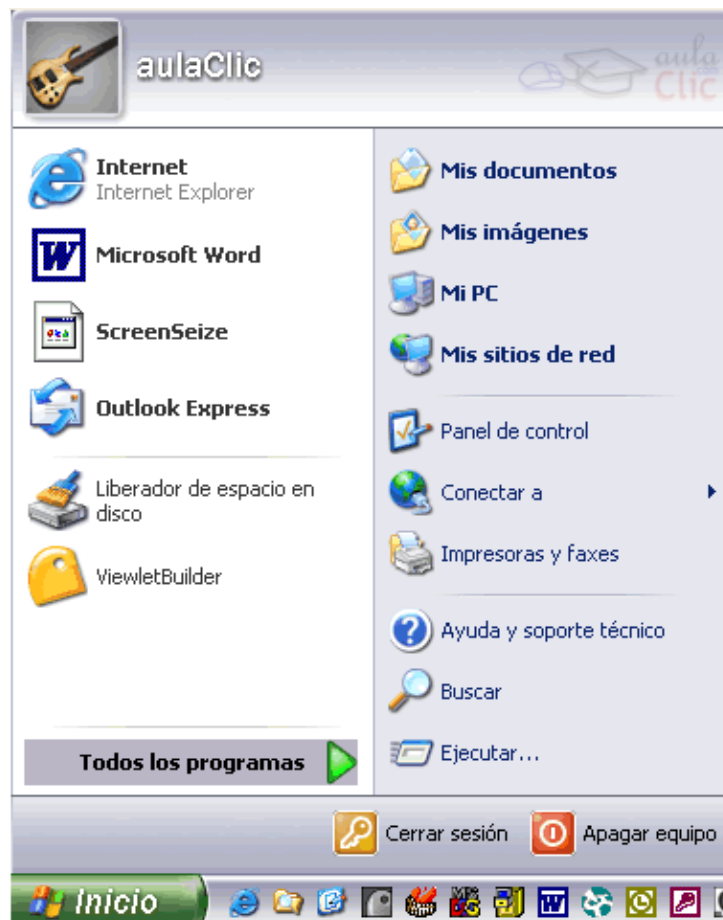 aulaClic
aula
Clic
Internet
Internet Explorer
Microsoft Word
ScreenSeize
Outlook Express
Liberador de espacio en
disco
ViewletBuilder
Todos los programas
Mis documentos
Mis imágenes
Mi PC
Mis sitios de red
Panel de control
Conectar a
Impresoras y faxes
Ayuda y soporte técnico
Buscar
Ejecutar...
Cerrar sesión
Apagar equipo
Inicio